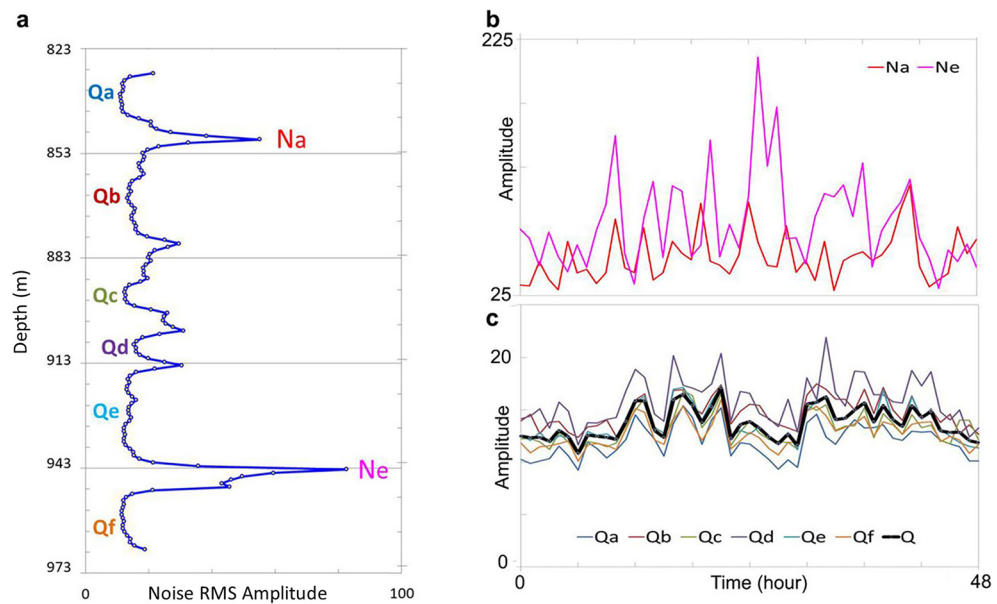 a
823
Qa
Na
853
Qb
883
Qc
Qd
913
Qe
943
Ne
Qf
973
Depth (m)
0 Noise RMS Amplitude 100
b
225
Na Ne
Amplitude
25
c
20
Amplitude
Qa Qb Qc Qd Qe Qf Q
0
0 Time (hour) 48